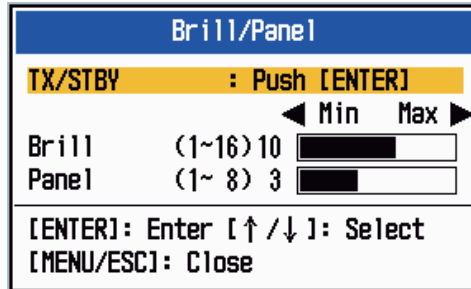 Brill/Panel
TX/STBY : Push [ENTER]
◀ Min Max ▶
Brill (1~16) 10
Panel (1~ 8) 3
[ENTER]: Enter [↑/↓]: Select
[MENU/ESC]: Close